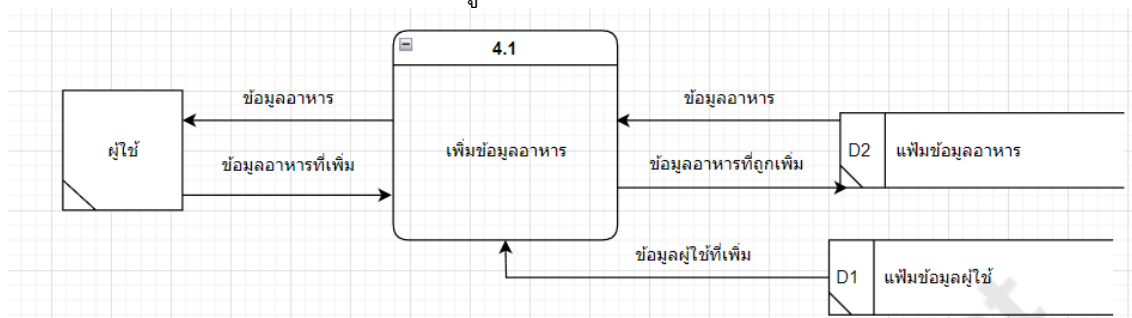 4.1
ข้อมูลอาหาร
ข้อมูลอาหาร
ผู้ใช้
เพิ่มข้อมูลอาหาร
D2
แฟ้มข้อมูลอาหาร
ข้อมูลอาหารที่เพิ่ม
ข้อมูลอาหารที่ถูกเพิ่ม
ข้อมูลผู้ใช้ที่เพิ่ม
D1
แฟ้มข้อมูลผู้ใช้